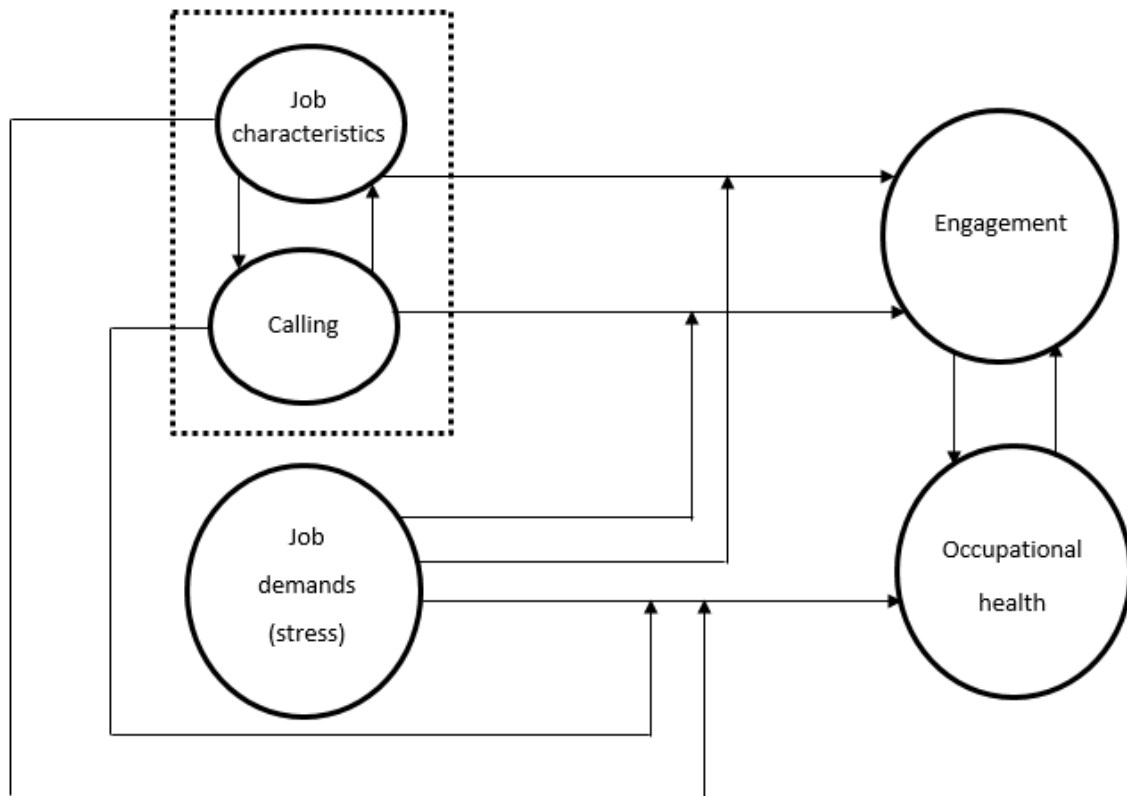 Job
characteristics
Engagement
Calling
Job
demands
(stress)
Occupational
health